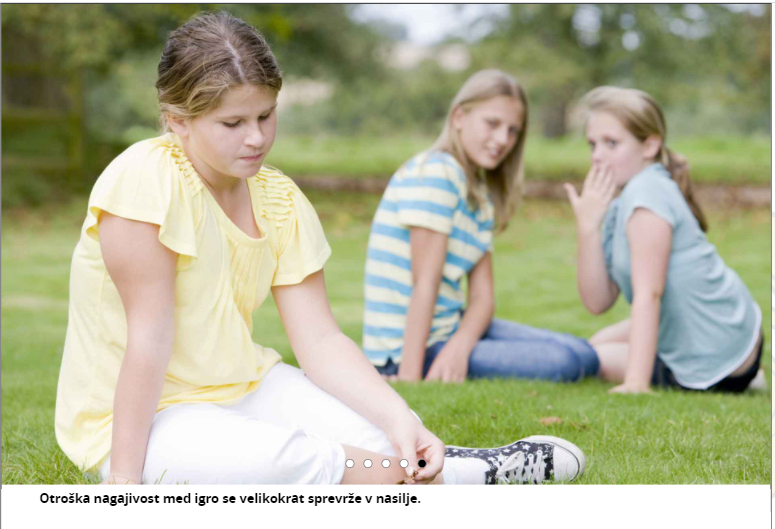 Otroška nagajivost med igro se velikokrat sprevrže v nasilje.